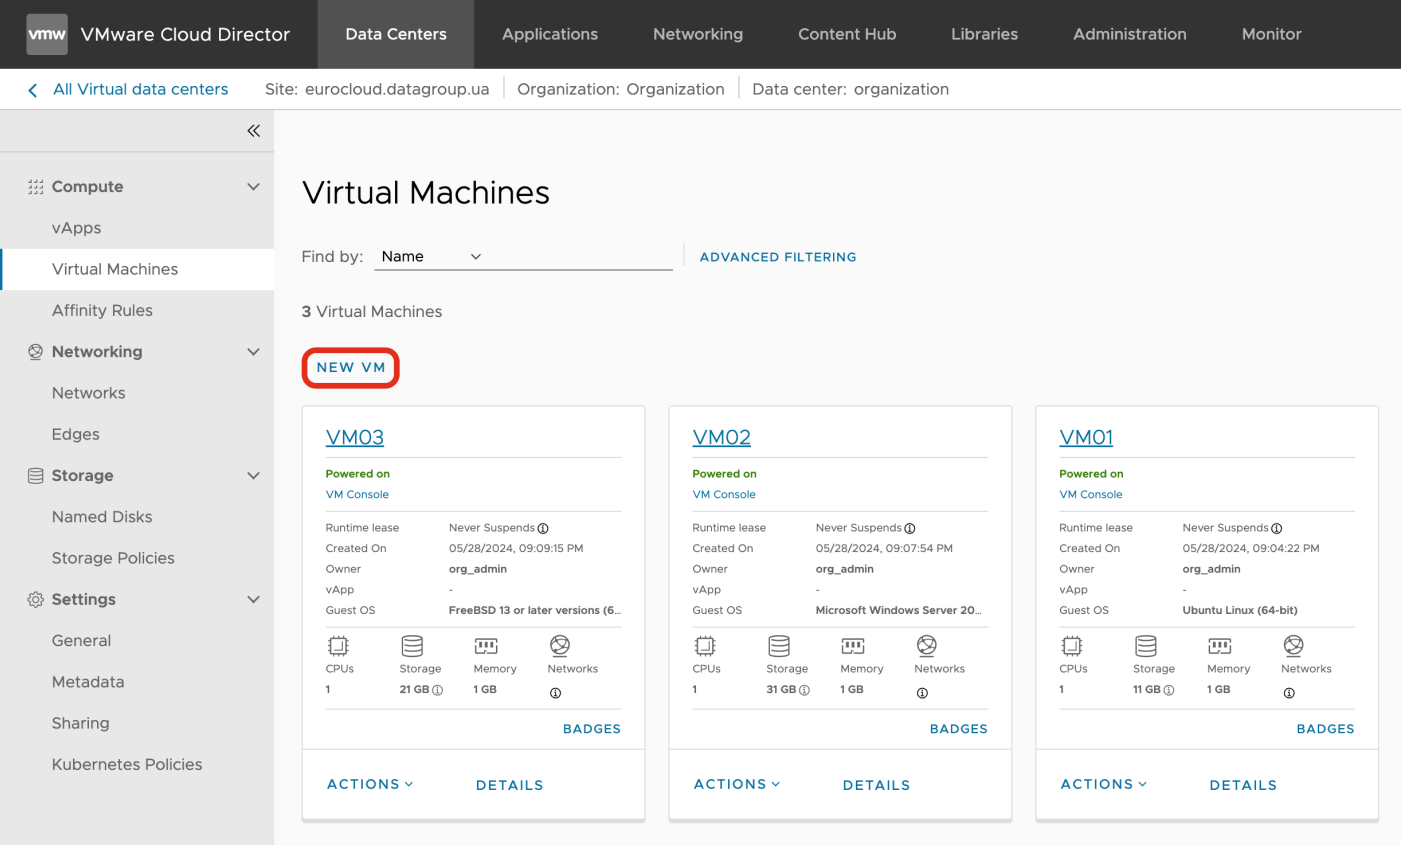 vmw VMware Cloud Director Data Centers Applications Networking Content Hub Libraries Administration Monitor
All Virtual data centers Site: eurocloud.datagroup.ua Organization: Organization Data center: organization
Compute
vApps
Virtual Machines
Affinity Rules
Networking
Networks
Edges
Storage
Named Disks
Storage Policies
Settings
General
Metadata
Sharing
Kubernetes Policies
Virtual Machines
Find by: Name ADVANCED FILTERING
3 Virtual Machines
NEW VM
VM03
Powered on
VM Console
Runtime lease Never Suspends
Created On 05/28/2024, 09:09:15 PM
Owner org_admin
vApp -
Guest OS FreeBSD 13 or later versions (6...
CPUs Storage Memory Networks
1 21 GB 1 GB
BADGES
ACTIONS DETAILS
VM02
Powered on
VM Console
Runtime lease Never Suspends
Created On 05/28/2024, 09:07:54 PM
Owner org_admin
vApp -
Guest OS Microsoft Windows Server 20...
CPUs Storage Memory Networks
1 31 GB 1 GB
BADGES
ACTIONS DETAILS
VM01
Powered on
VM Console
Runtime lease Never Suspends
Created On 05/28/2024, 09:04:22 PM
Owner org_admin
vApp -
Guest OS Ubuntu Linux (64-bit)
CPUs Storage Memory Networks
1 11 GB 1 GB
BADGES
ACTIONS DETAILS